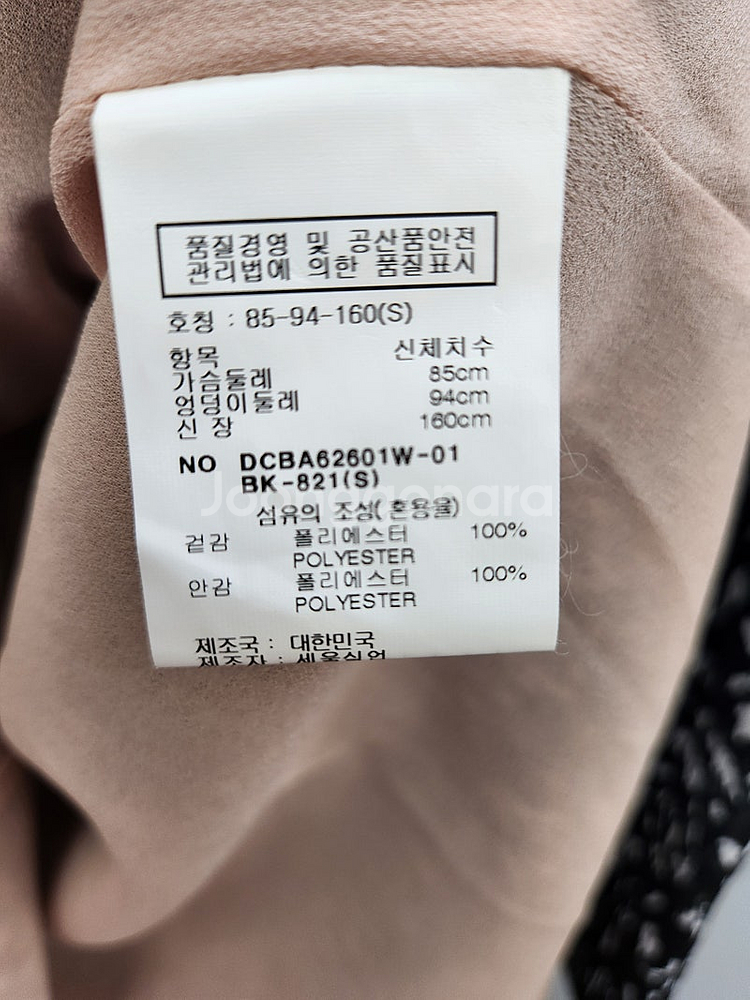 품질경영 및 공산품안전
관리법에 의한 품질표시
호칭 : 85-94-160(S)
항목 신체치수
가슴둘레 85cm
엉덩이둘레 94cm
신 장 160cm
NO DCBA62601W-01
BK-821(S)
섬유의 조성(혼용율)
겉감 폴리에스터 100%
POLYESTER
안감 폴리에스터 100%
POLYESTER
제조국 : 대한민국
제조자 :
Joonggonara